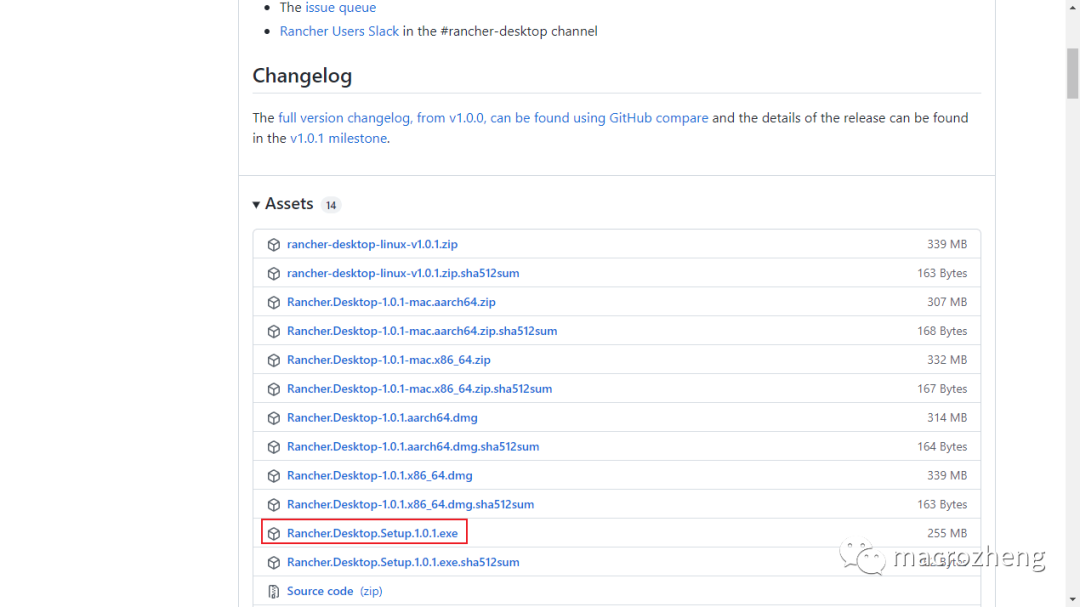 The issue queue
Rancher Users Slack in the #rancher-desktop channel
Changelog
The full version changelog, from v1.0.0, can be found using GitHub compare and the details of the release can be found
in the v1.0.1 milestone.
Assets 14
rancher-desktop-linux-v1.0.1.zip 339 MB
rancher-desktop-linux-v1.0.1.zip.sha512sum 163 Bytes
Rancher.Desktop-1.0.1-mac.aarch64.zip 307 MB
Rancher.Desktop-1.0.1-mac.aarch64.zip.sha512sum 168 Bytes
Rancher.Desktop-1.0.1-mac.x86_64.zip 332 MB
Rancher.Desktop-1.0.1-mac.x86_64.zip.sha512sum 167 Bytes
Rancher.Desktop-1.0.1.aarch64.dmg 314 MB
Rancher.Desktop-1.0.1.aarch64.dmg.sha512sum 164 Bytes
Rancher.Desktop-1.0.1.x86_64.dmg 339 MB
Rancher.Desktop-1.0.1.x86_64.dmg.sha512sum 163 Bytes
Rancher.Desktop.Setup.1.0.1.exe 255 MB
macrozheng
Rancher.Desktop.Setup.1.0.1.exe.sha512sum
Source code (zip)